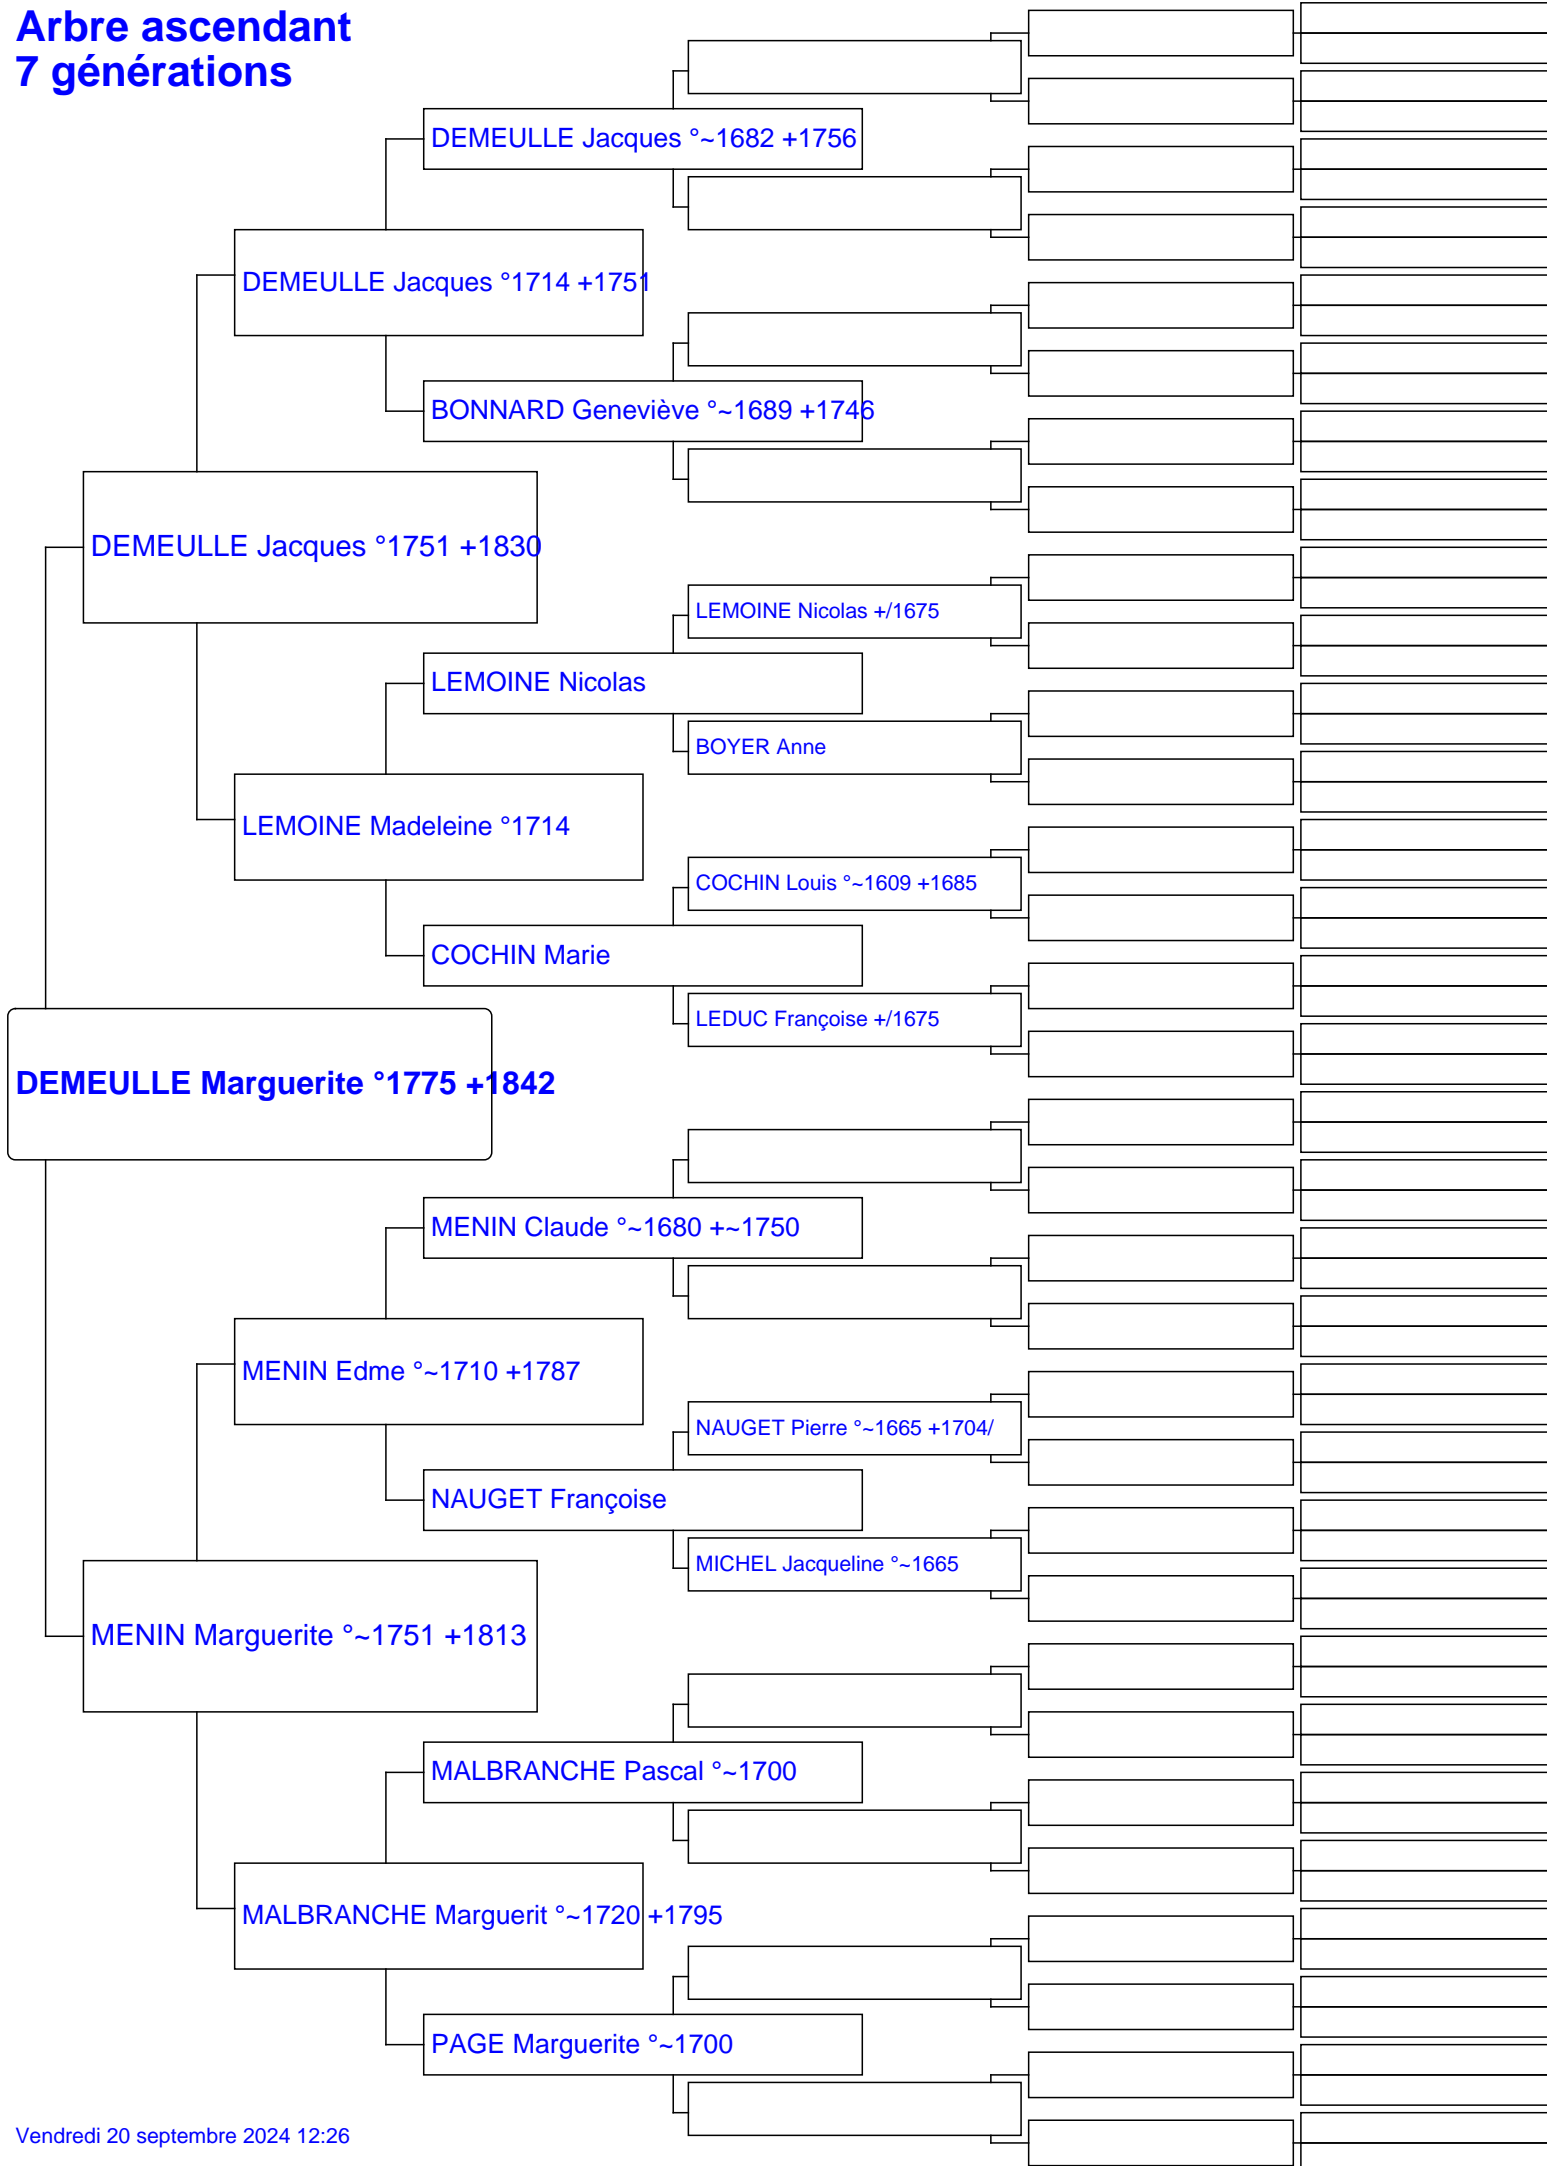 Arbre ascendant
7 générations
DEMEULLE Jacques °~1682 +1756
DEMEULLE Jacques °1714 +1751
BONNARD Geneviève °~1689 +1746
DEMEULLE Jacques °1751 +1830
LEMOINE Nicolas +/1675
LEMOINE Nicolas
BOYER Anne
LEMOINE Madeleine °1714
COCHIN Louis °~1609 +1685
COCHIN Marie
LEDUC Françoise +/1675
DEMEULLE Marguerite °1775 +1842
MENIN Claude °~1680 +~1750
MENIN Edme °~1710 +1787
NAUGET Pierre °~1665 +1704/
NAUGET Françoise
MICHEL Jacqueline °~1665
MENIN Marguerite °~1751 +1813
MALBRANCHE Pascal °~1700
MALBRANCHE Marguerit °~1720 +1795
PAGE Marguerite °~1700
Vendredi 20 septembre 2024 12:26